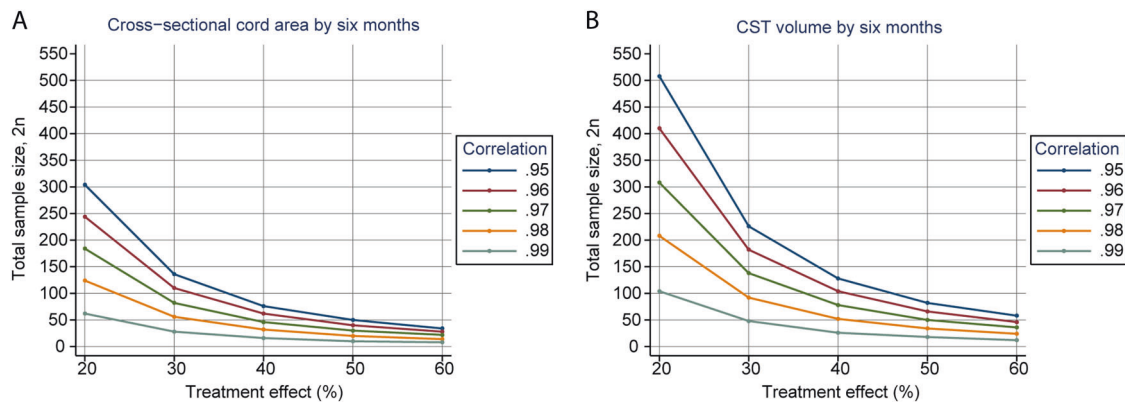 A
Cross-sectional cord area by six months
Total sample size, 2n
550
500
450
400
350
300
250
200
150
100
50
0
20 30 40 50 60
Treatment effect (%)
Correlation
.95
.96
.97
.98
.99
B
CST volume by six months
Total sample size, 2n
550
500
450
400
350
300
250
200
150
100
50
0
20 30 40 50 60
Treatment effect (%)
Correlation
.95
.96
.97
.98
.99